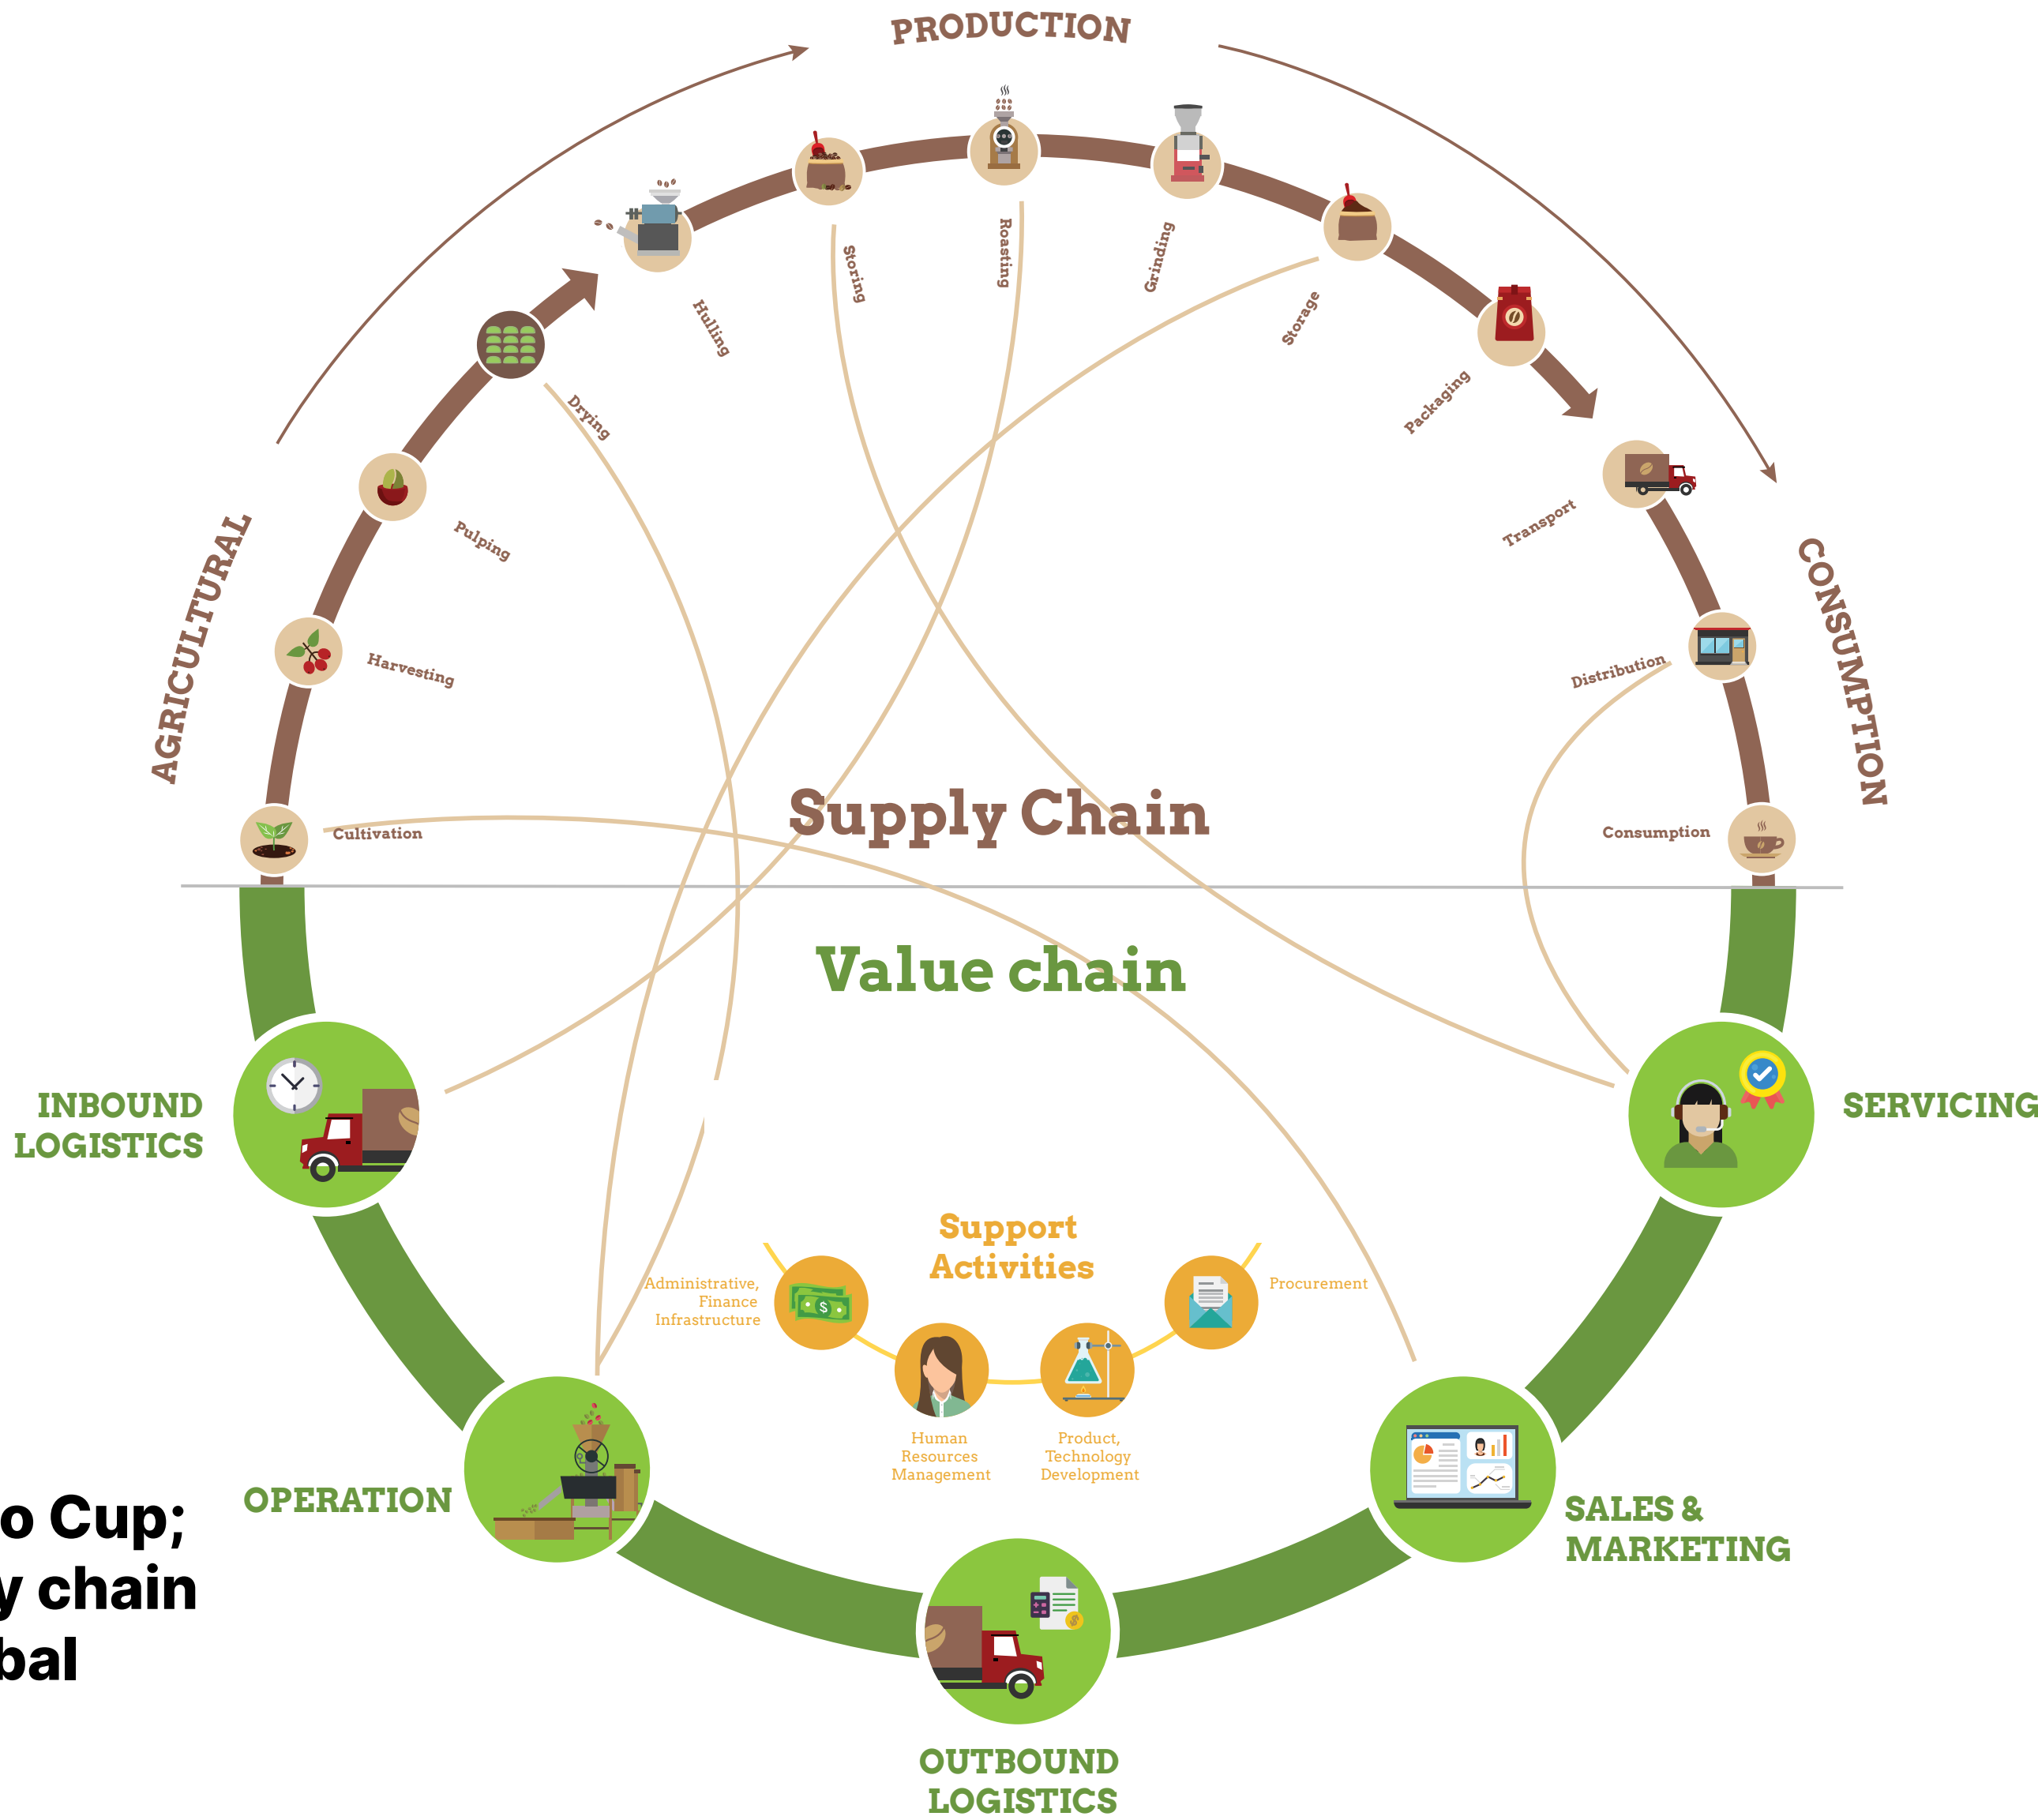 PRODUCTION
AGRICULTURAL
CONSUMPTION
Cultivation
Harvesting
Pulping
Drying
Hulling
Storing
Roasting
Grinding
Storage
Packaging
Transport
Distribution
Consumption
Supply Chain
Value chain
INBOUND
LOGISTICS
OPERATION
OUTBOUND
LOGISTICS
SALES &
MARKETING
SERVICING
Support
Activities
Administrative,
Finance
Infrastructure
Human
Resources
Management
Product,
Technology
Development
Procurement
o Cup;
y chain
bal